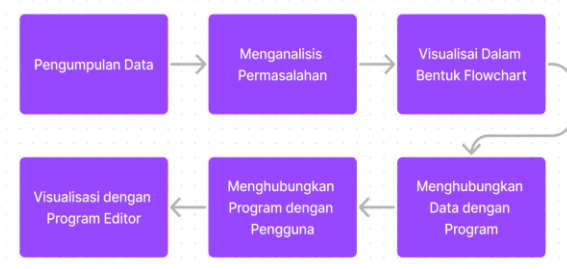 Pengumpulan Data
Menganalisis
Permasalahan
Visualisai Dalam
Bentuk Flowchart
Menghubungkan
Data dengan
Program
Menghubungkan
Program dengan
Pengguna
Visualisasi dengan
Program Editor